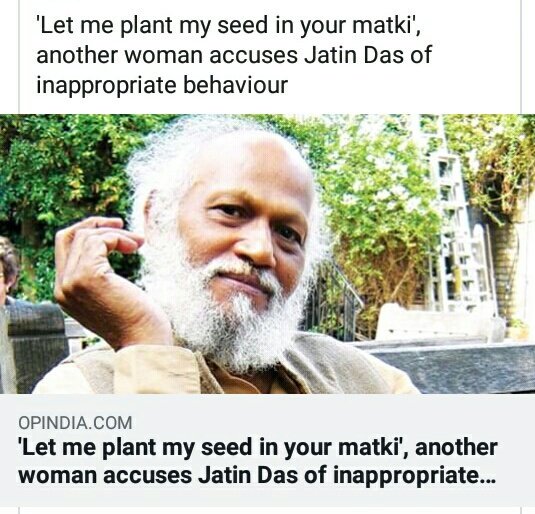 'Let me plant my seed in your matki',
another woman accuses Jatin Das of
inappropriate behaviour
OPINDIA.COM
'Let me plant my seed in your matki', another
woman accuses Jatin Das of inappropriate...